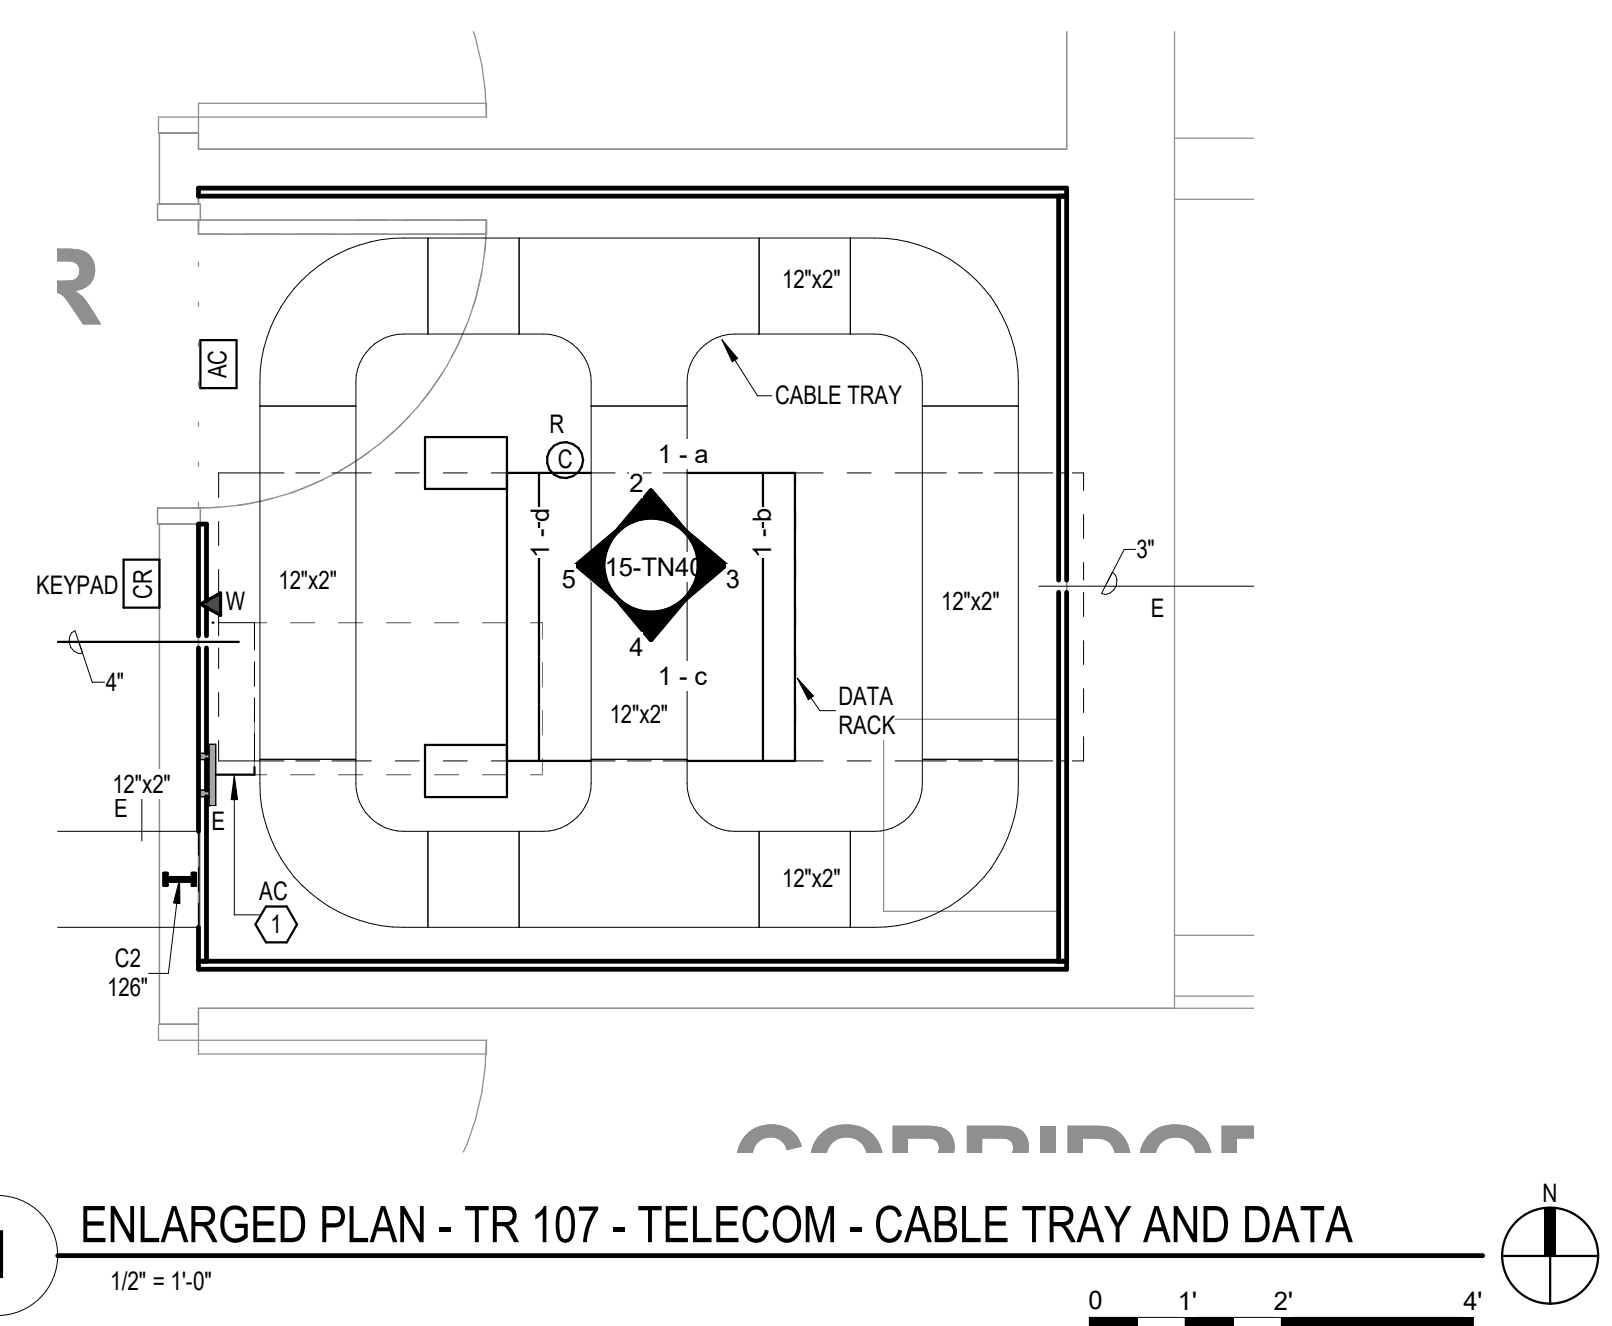 R
12"x2"
AC
CABLE TRAY
R
C
1 - a
2
1 - d
1 - b
15-TN40
5
3
4
1 - c
3"
E
KEYPAD
CR
W
12"x2"
12"x2"
4"
12"x2"
DATA
RACK
12"x2"
E
E
12"x2"
AC
1
C2
126"
CORRIDOR
ENLARGED PLAN - TR 107 - TELECOM - CABLE TRAY AND DATA
1/2" = 1'-0"
N
0 1' 2' 4'